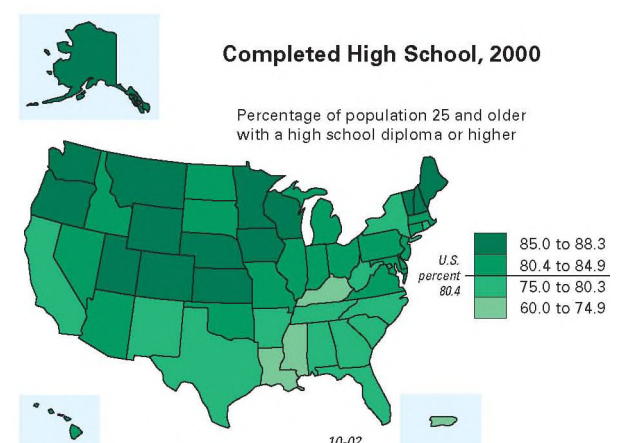 Completed High School, 2000
Percentage of population 25 and older
with a high school diploma or higher
85.0 to 88.3
80.4 to 84.9
75.0 to 80.3
60.0 to 74.9
U.S.
percent
80.4
10-02